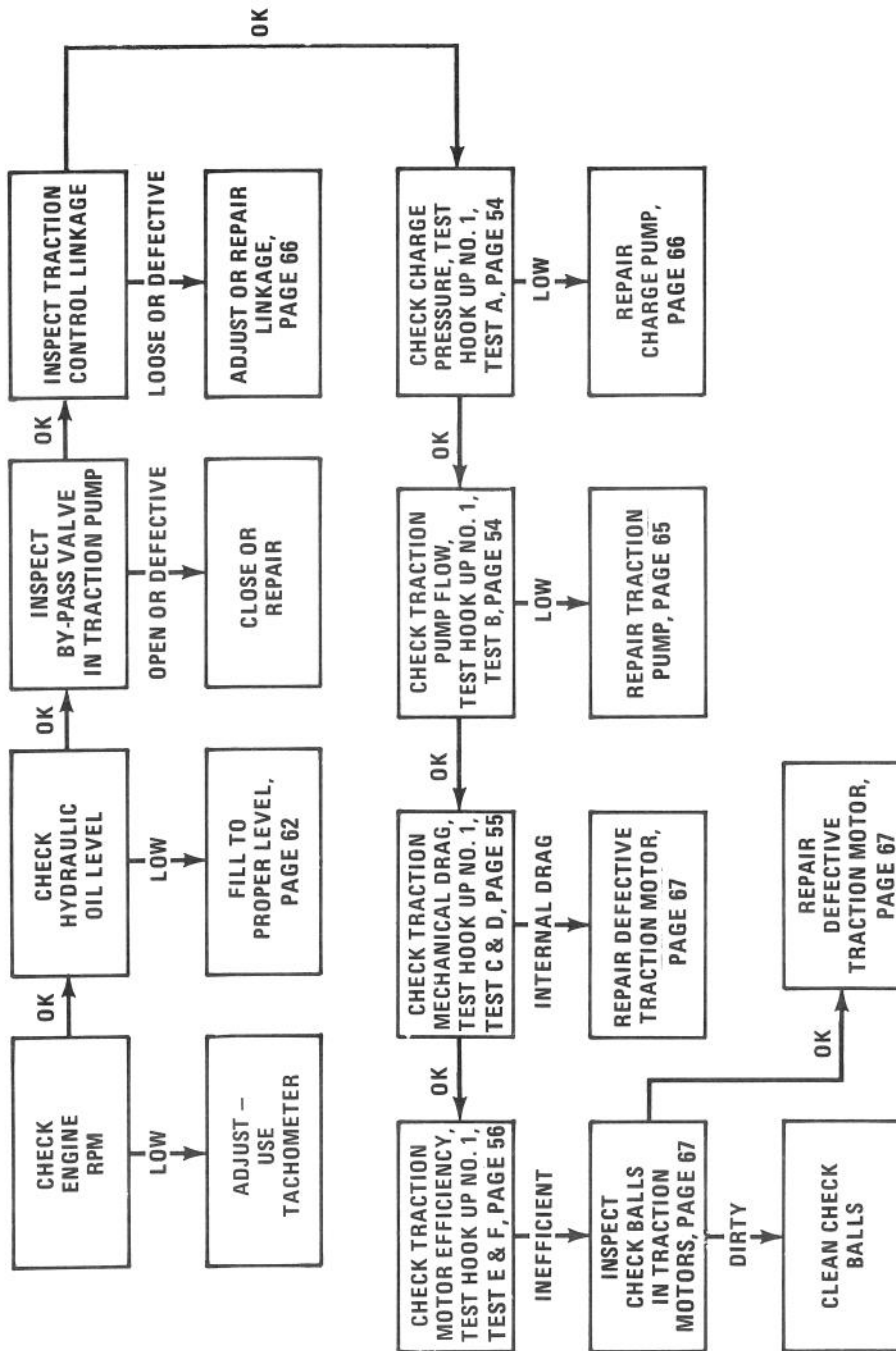 CHECK
ENGINE
RPM
OK
LOW
ADJUST –
USE
TACHOMETER
CHECK
HYDRAULIC
OIL LEVEL
OK
LOW
FILL TO
PROPER LEVEL,
PAGE 62
INSPECT
BY-PASS VALVE
IN TRACTION PUMP
OK
OPEN OR DEFECTIVE
CLOSE OR
REPAIR
INSPECT TRACTION
CONTROL LINKAGE
OK
LOOSE OR DEFECTIVE
ADJUST OR REPAIR
LINKAGE,
PAGE 66
CHECK CHARGE
PRESSURE, TEST
HOOK UP NO. 1,
TEST A, PAGE 54
OK
LOW
REPAIR
CHARGE PUMP,
PAGE 66
CHECK TRACTION
PUMP FLOW,
TEST HOOK UP NO. 1,
TEST B, PAGE 54
OK
LOW
REPAIR TRACTION
PUMP, PAGE 65
CHECK TRACTION
MECHANICAL DRAG,
TEST HOOK UP NO. 1,
TEST C & D, PAGE 55
OK
INTERNAL DRAG
REPAIR DEFECTIVE
TRACTION MOTOR,
PAGE 67
CHECK TRACTION
MOTOR EFFICIENCY,
TEST HOOK UP NO. 1,
TEST E & F, PAGE 56
INEFFICIENT
INSPECT
CHECK BALLS
IN TRACTION
MOTORS, PAGE 67
OK
DIRTY
CLEAN CHECK
BALLS
REPAIR
DEFECTIVE
TRACTION MOTOR,
PAGE 67